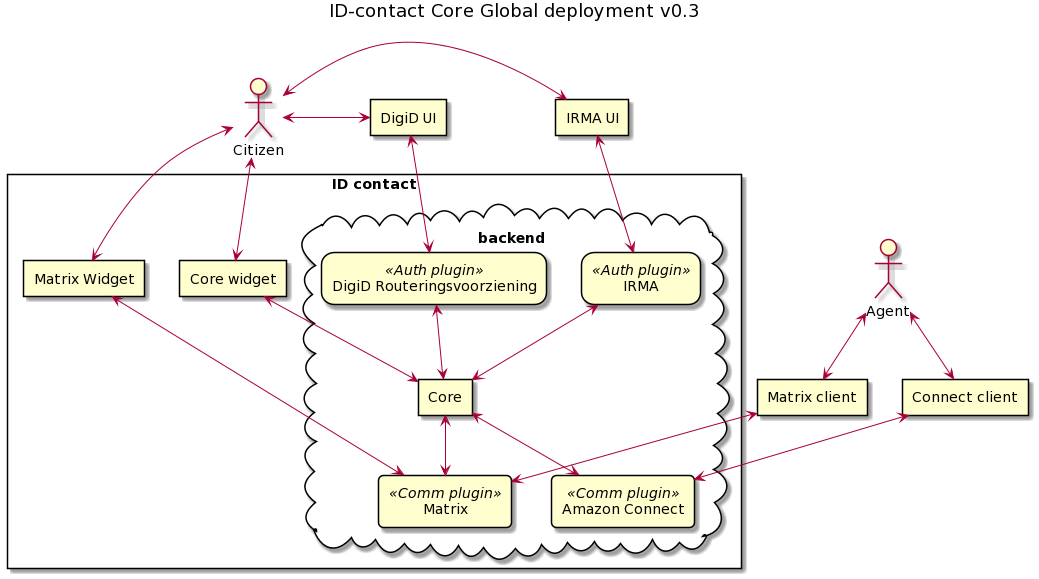 ID-contact Core Global deployment v0.3
DigiD UI
IRMA UI
Citizen
ID contact
backend
«Auth plugin»
DigiD Routeringsvoorziening
«Auth plugin»
IRMA
Matrix Widget
Core widget
Agent
Core
Matrix client
Connect client
«Comm plugin»
Matrix
«Comm plugin»
Amazon Connect